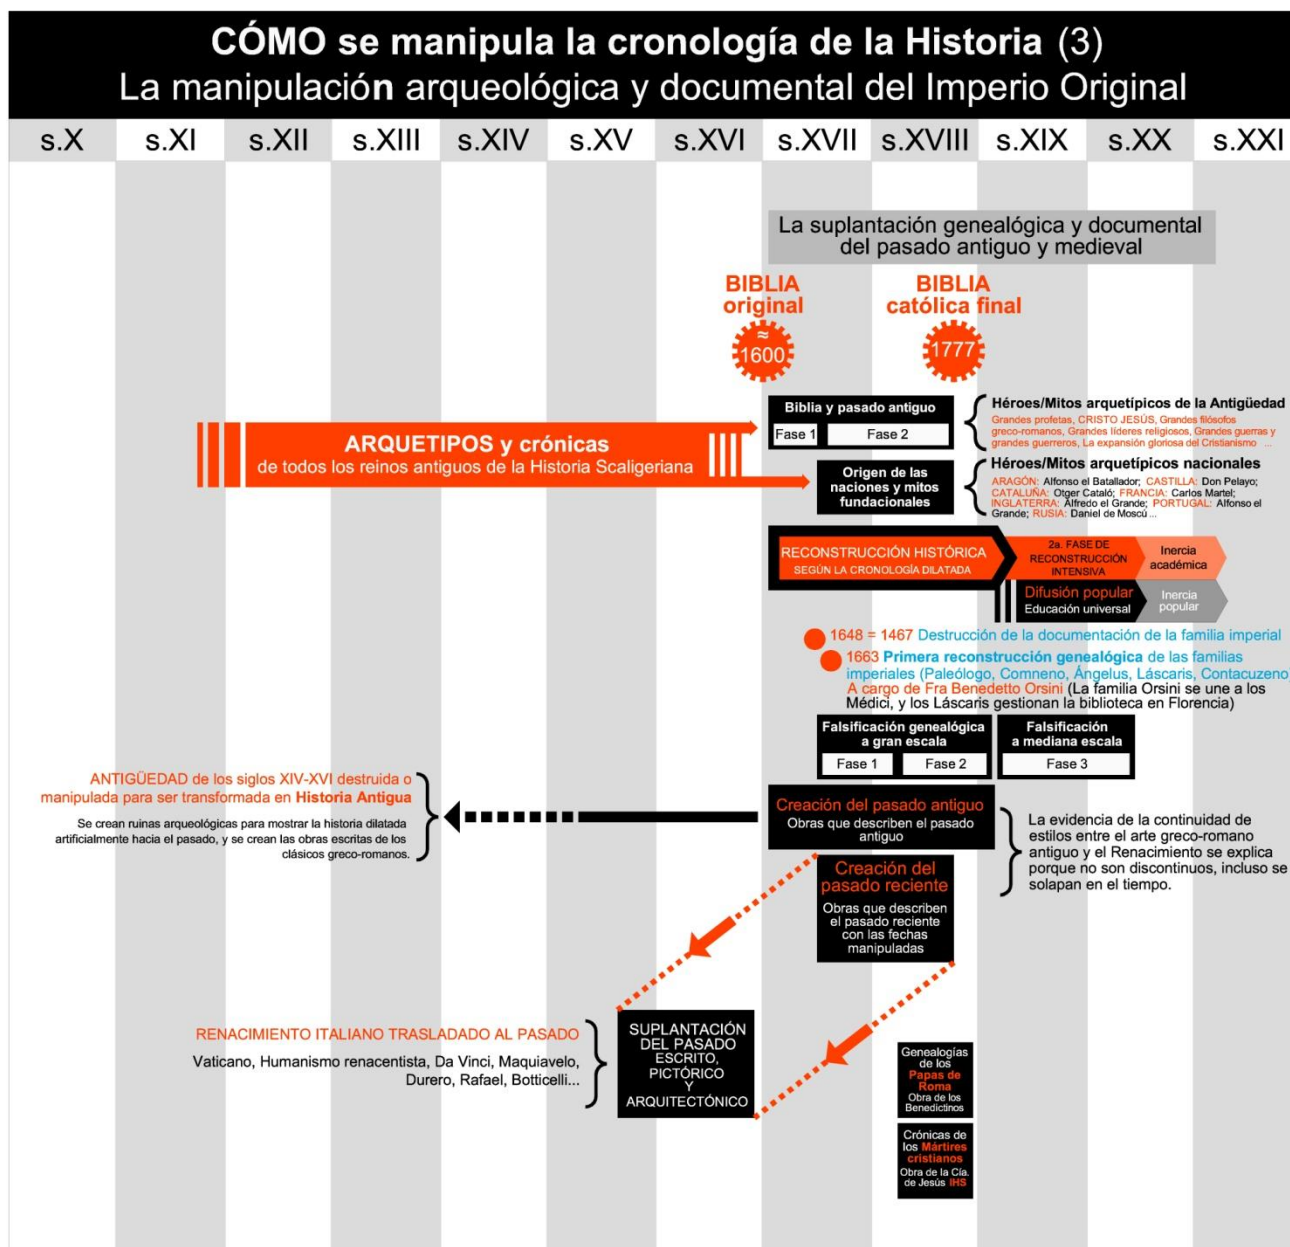 CÓMO se manipula la cronología de la Historia (3)
La manipulación arqueológica y documental del Imperio Original
s.X s.XI s.XII s.XIII s.XIV s.XV s.XVI s.XVII s.XVIII s.XIX s.XX s.XXI
La suplantación genealógica y documental
del pasado antiguo y medieval
BIBLIA
original
≈
1600
BIBLIA
católica final
1777
ARQUETIPOS y crónicas
de todos los reinos antiguos de la Historia Scaligeriana
Biblia y pasado antiguo
Fase 1 Fase 2
Héroes/Mitos arquetípicos de la Antigüedad
Grandes profetas, CRISTO JESÚS, Grandes filósofos
greco-romanos, Grandes líderes religiosos, Grandes guerras y
grandes guerreros, La expansión gloriosa del Cristianismo ...
Origen de las
naciones y mitos
fundacionales
Héroes/Mitos arquetípicos nacionales
ARAGÓN: Alfonso el Batallador; CASTILLA: Don Pelayo;
CATALUÑA: Otger Cataló; FRANCIA: Carlos Martel;
INGLATERRA: Alfredo el Grande; PORTUGAL: Alfonso el
Grande; RUSIA: Daniel de Moscú ...
RECONSTRUCCIÓN HISTÓRICA
SEGÚN LA CRONOLOGÍA DILATADA
2a. FASE DE
RECONSTRUCCIÓN
INTENSIVA
Inercia
académica
Difusión popular
Educación universal
Inercia
popular
1648 = 1467 Destrucción de la documentación de la familia imperial
1663 Primera reconstrucción genealógica de las familias
imperiales (Paleólogo, Comneno, Ángelus, Láscaris, Contacuzeno)
A cargo de Fra Benedetto Orsini (La familia Orsini se une a los
Médici, y los Láscaris gestionan la biblioteca en Florencia)
Falsificación genealógica
a gran escala
Fase 1 Fase 2
Falsificación
a mediana escala
Fase 3
ANTIGÜEDAD de los siglos XIV-XVI destruida o
manipulada para ser transformada en Historia Antigua
Se crean ruinas arqueológicas para mostrar la historia dilatada
artificialmente hacia el pasado, y se crean las obras escritas de los
clásicos greco-romanos.
Creación del pasado antiguo
Obras que describen el pasado
antiguo
La evidencia de la continuidad de
estilos entre el arte greco-romano
antiguo y el Renacimiento se explica
porque no son discontinuos, incluso se
solapan en el tiempo.
Creación del
pasado reciente
Obras que describen
el pasado reciente
con las fechas
manipuladas
RENACIMIENTO ITALIANO TRASLADADO AL PASADO
Vaticano, Humanismo renacentista, Da Vinci, Maquiavelo,
Durero, Rafael, Botticelli...
SUPLANTACIÓN
DEL PASADO
ESCRITO,
PICTÓRICO
Y
ARQUITECTÓNICO
Genealogías
de los
Papas de
Roma
Obra de los
Benedictinos
Crónicas de
los Mártires
cristianos
Obra de la Cía.
de Jesús IHS